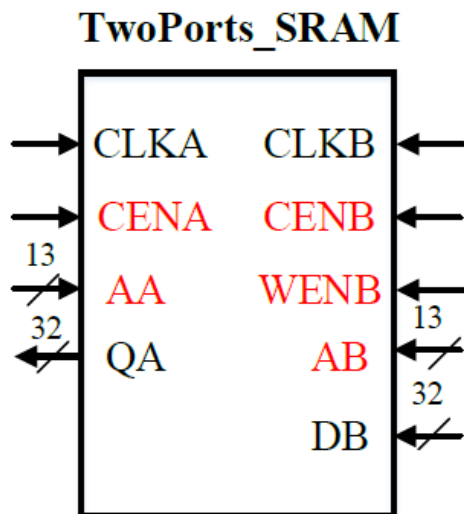 TwoPorts_SRAM
CLKA CLKB
CENA CENB
13
AA WENB
32 13
QA AB
32
DB